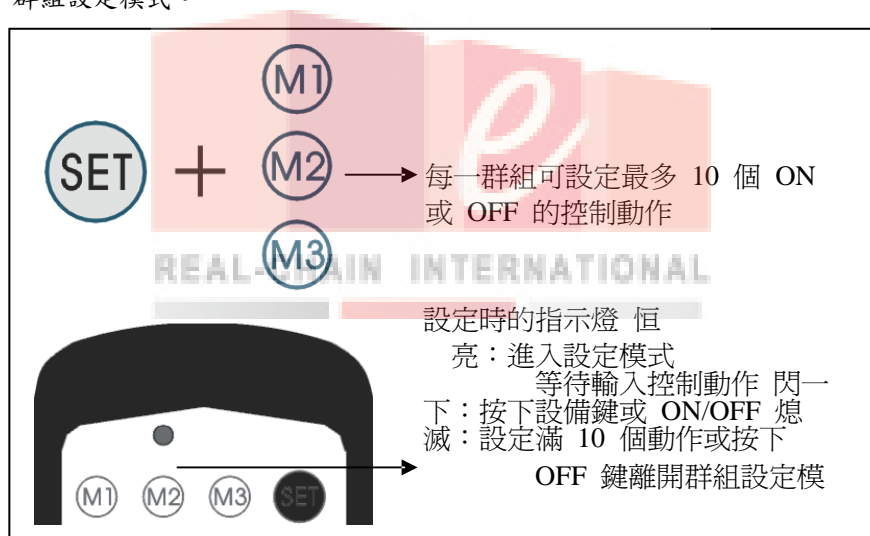 群組設定模式。
M1
SET + M2
每一群組可設定最多 10 個 ON
或 OFF 的控制動作
M3
REAL-CHAIN INTERNATIONAL
設定時的指示燈 恒
亮：進入設定模式
等待輸入控制動作 閃一
下：按下設備鍵或 ON/OFF 熄
滅：設定滿 10 個動作或按下
OFF 鍵離開群組設定模
M1 M2 M3 SET